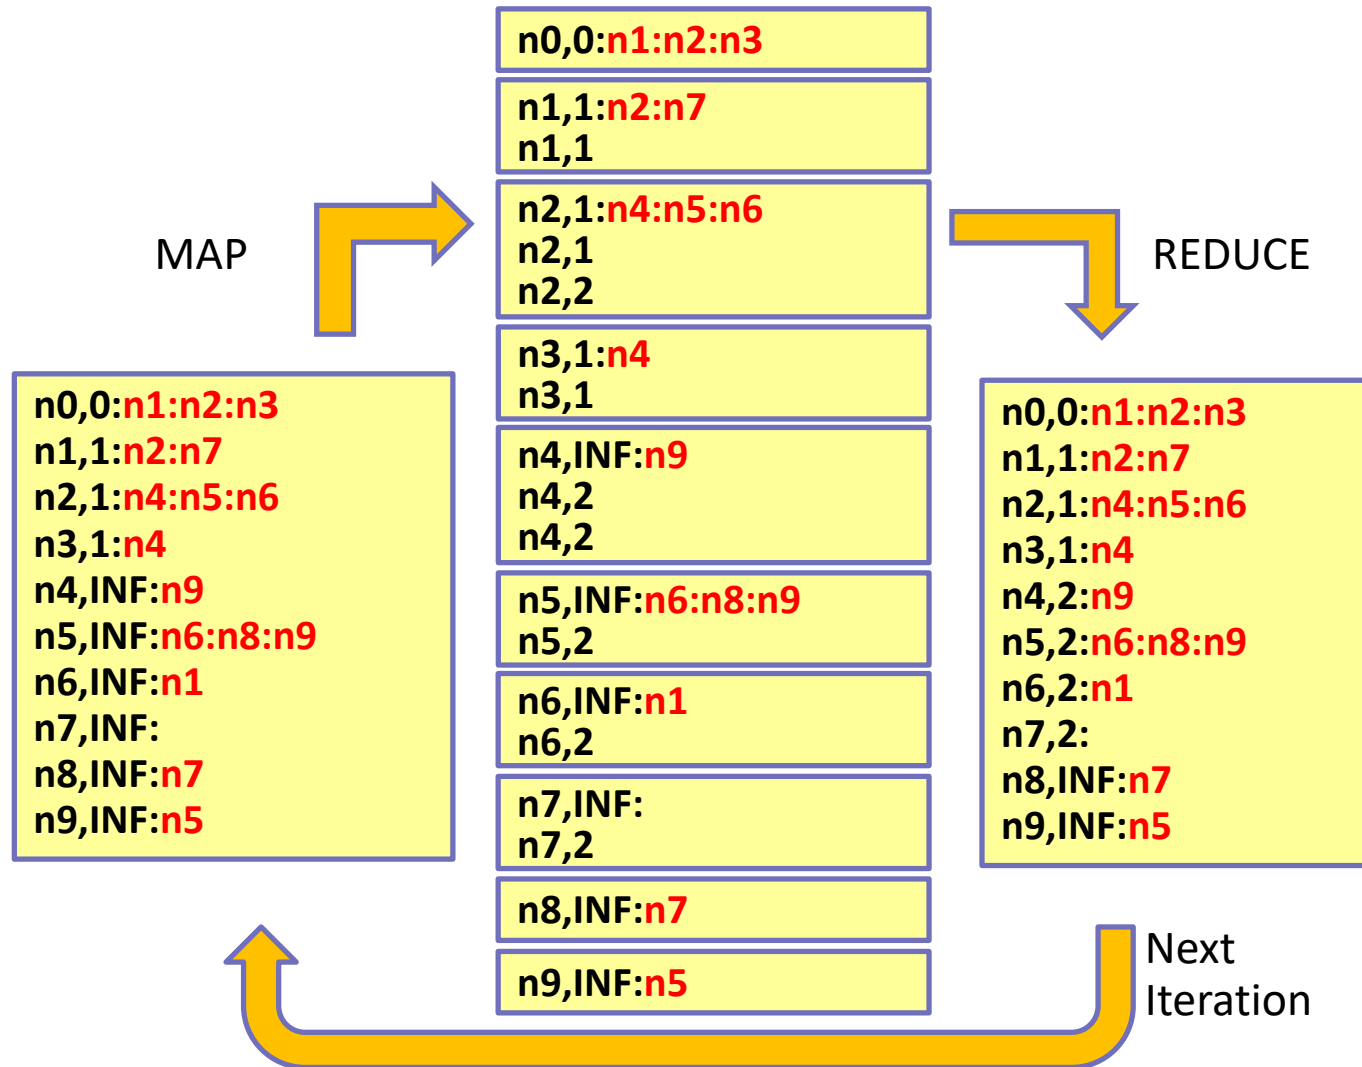 MAP
n0,0:n1:n2:n3
n1,1:n2:n7
n2,1:n4:n5:n6
n3,1:n4
n4,INF:n9
n5,INF:n6:n8:n9
n6,INF:n1
n7,INF:
n8,INF:n7
n9,INF:n5
n0,0:n1:n2:n3
n1,1:n2:n7
n1,1
n2,1:n4:n5:n6
n2,1
n2,2
n3,1:n4
n3,1
n4,INF:n9
n4,2
n4,2
n5,INF:n6:n8:n9
n5,2
n6,INF:n1
n6,2
n7,INF:
n7,2
n8,INF:n7
n9,INF:n5
REDUCE
n0,0:n1:n2:n3
n1,1:n2:n7
n2,1:n4:n5:n6
n3,1:n4
n4,2:n9
n5,2:n6:n8:n9
n6,2:n1
n7,2:
n8,INF:n7
n9,INF:n5
Next
Iteration